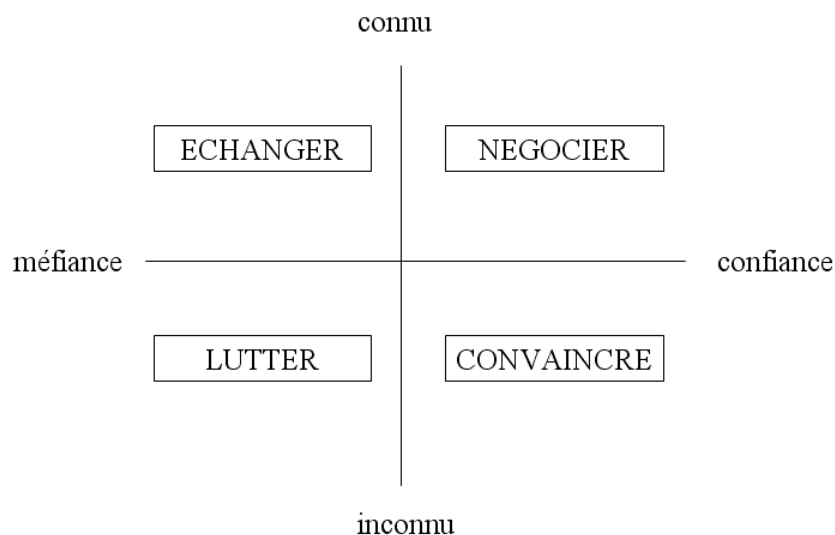 connu
ECHANGER
NEGOCIER
méfiance
confiance
LUTTER
CONVAINCRE
inconnu